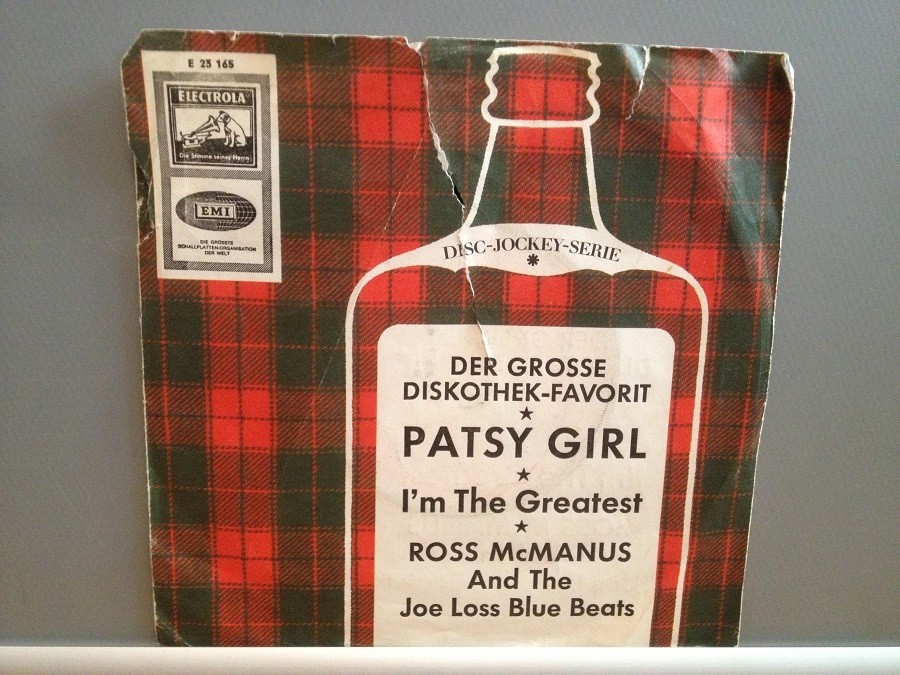 E 25 165
ELECTROLA
Die Stimme seines Herrn
EMI
DIE GRÖSSTE
SCHALLPLATTEN-ORGANISATION
DER WELT
DISC-JOCKEY-SERIE
DER GROSSE
DISKOTHEK-FAVORIT
PATSY GIRL
I'm The Greatest
ROSS McMANUS
And The
Joe Loss Blue Beats